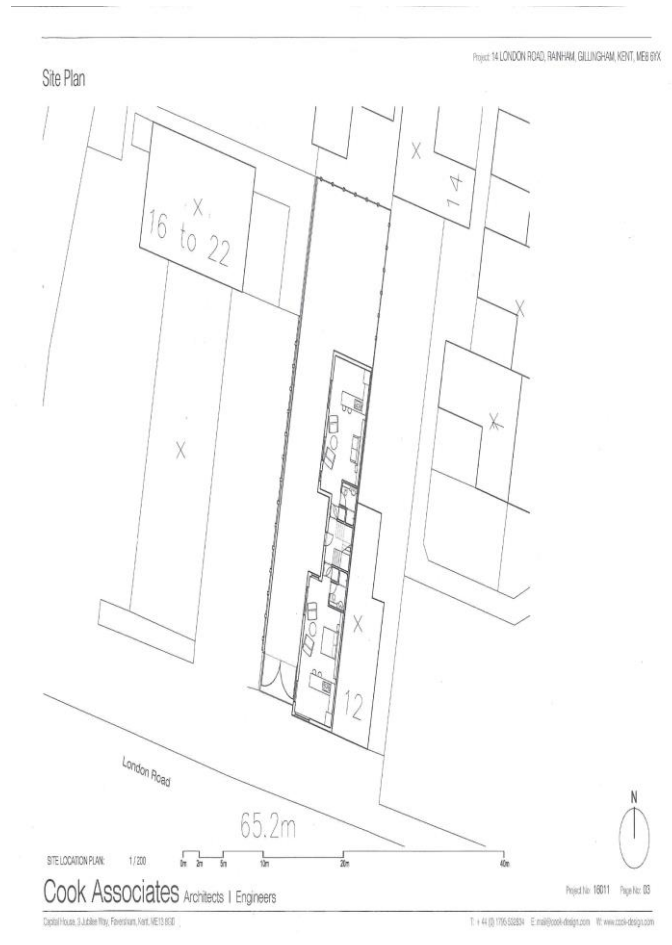 Project: 14 LONDON ROAD, RAINHAM, GILLINGHAM, KENT, ME8 6YX
Site Plan
14
16 to 22
12
London Road
65.2m
N
SITE LOCATION PLAN: 1/200
0m 2m 5m 10m 20m 40m
Cook Associates Architects | Engineers
Project No: 16011 Page No: 03
Capital House, 3 Jubilee Way, Faversham, Kent, ME13 8GD
T: + 44 (0) 1795 532834 E: mail@cook-design.com W: www.cook-design.com